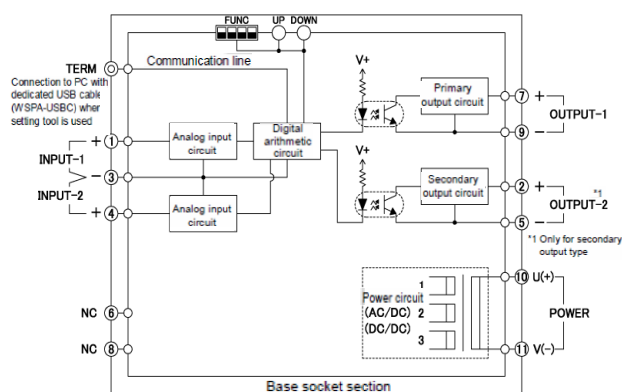 FUNC UP DOWN
TERM
Communication line
Connection to PC with
dedicated USB cable
(WSPA-USBC) wher
setting tool is used
V+
Primary
output circuit
⑦ +
OUTPUT-1
⑨ −
INPUT-1
+ ①
− ③
INPUT-2
+ ④
Analog input
circuit
Digital
arithmetic
circuit
Analog input
circuit
V+
Secondary
output circuit
② +
*1
OUTPUT-2
⑤ −
*1 Only for secondary
output type
NC ⑥
NC ⑧
Power circuit
(AC/DC)
(DC/DC)
1
2
3
⑩ U(+)
POWER
⑪ V(-)
Base socket section